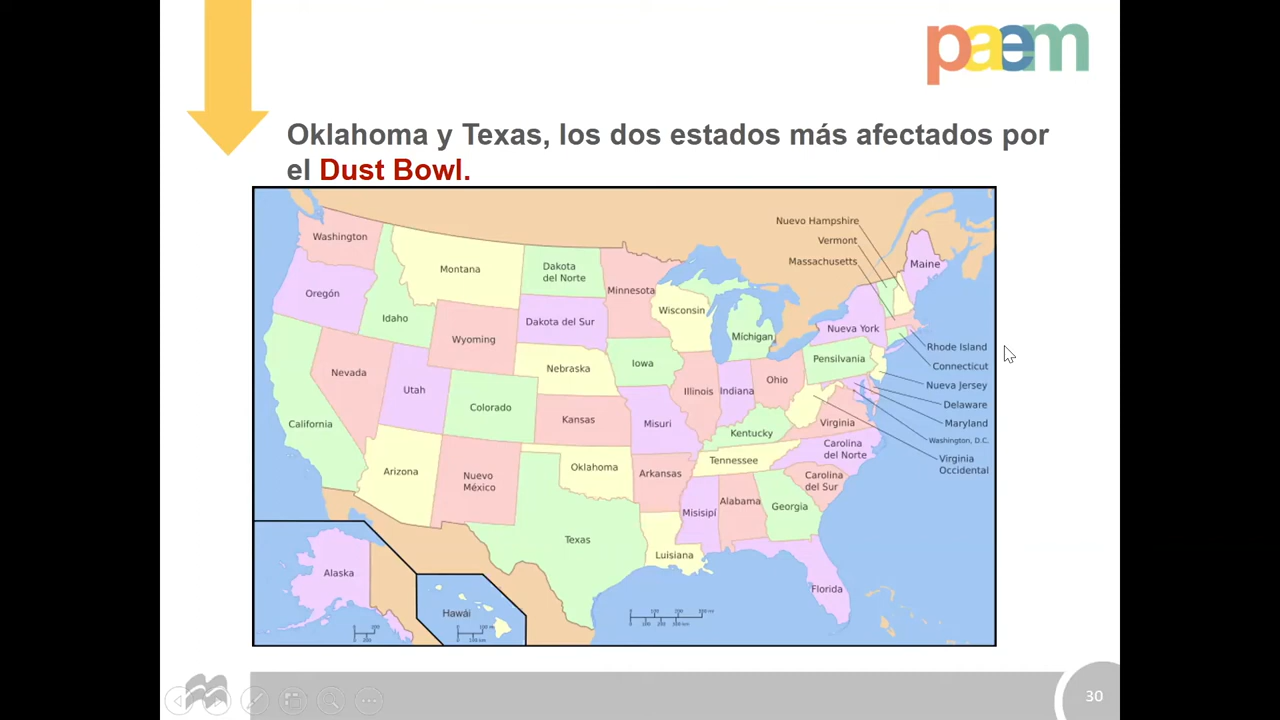 paem
Oklahoma y Texas, los dos estados más afectados por
el Dust Bowl.
Nuevo Hampshire
Vermont
Massachusetts
Washington
Montana
Dakota
del Norte
Minnesota
Maine
Oregón
Idaho
Wyoming
Dakota del Sur
Wisconsin
Míchigan
Nueva York
Rhode Island
Connecticut
Nevada
Utah
Colorado
Nebraska
Iowa
Illinois
Indiana
Ohio
Pensilvania
Nueva Jersey
Delaware
Maryland
Washington, D.C.
Virginia
Occidental
California
Kansas
Misuri
Kentucky
Virginia
Carolina
del Norte
Arizona
Nuevo
México
Oklahoma
Arkansas
Tennessee
Carolina
del Sur
Texas
Luisiana
Misisipí
Alabama
Georgia
Florida
Alaska
Hawái
30